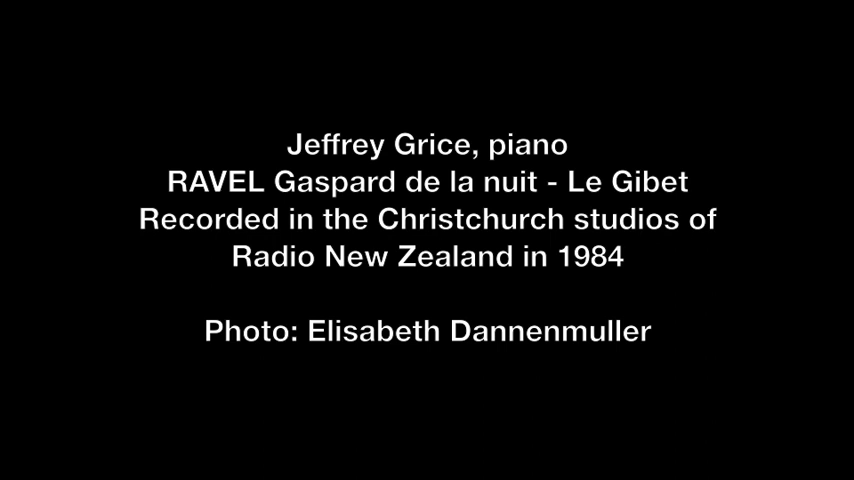 Jeffrey Grice, piano
RAVEL Gaspard de la nuit - Le Gibet
Recorded in the Christchurch studios of
Radio New Zealand in 1984
Photo: Elisabeth Dannenmuller